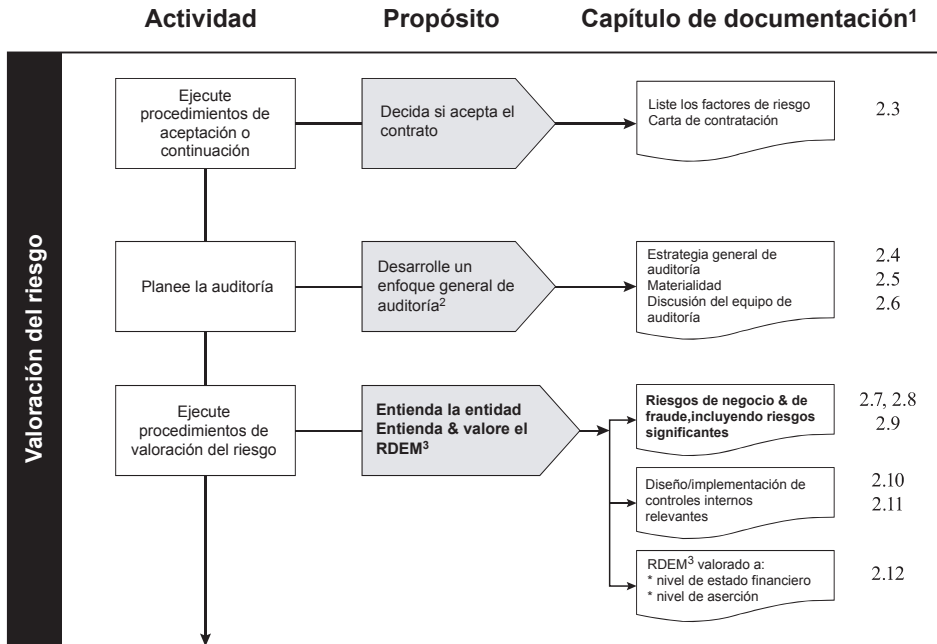 Actividad
Propósito
Capítulo de documentación¹
Valoración del riesgo
Ejecute
procedimientos de
aceptación o
continuación
Decida si acepta el
contrato
Liste los factores de riesgo
Carta de contratación
2.3
Planee la auditoría
Desarrolle un
enfoque general de
auditoría²
Estrategia general de
auditoría
Materialidad
Discusión del equipo de
auditoría
2.4
2.5
2.6
Ejecute
procedimientos de
valoración del riesgo
Entienda la entidad
Entienda & valore el
RDEM³
Riesgos de negocio & de
fraude,incluyendo riesgos
significantes
2.7, 2.8
2.9
Diseño/implementación de
controles internos
relevantes
2.10
2.11
RDEM³ valorado a:
* nivel de estado financiero
* nivel de aserción
2.12